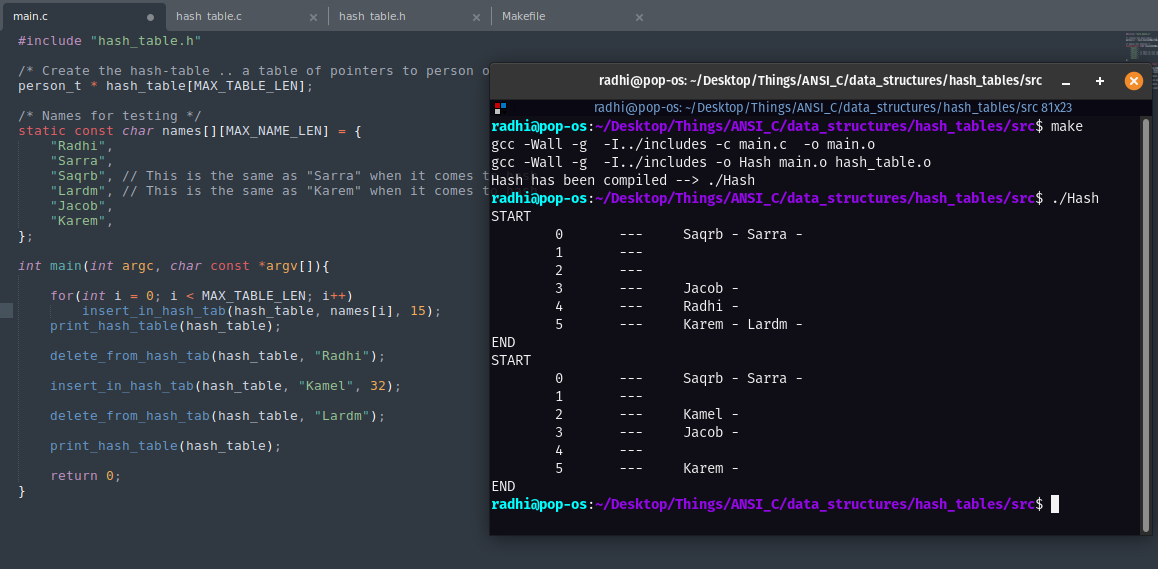 main.c
hash table.c
hash table.h
Makefile
#include "hash_table.h"
/* Create the hash-table .. a table of pointers to person o
person_t * hash_table[MAX_TABLE_LEN];
/* Names for testing */
static const char names[][MAX_NAME_LEN] = {
"Radhi",
"Sarra",
"Saqrb", // This is the same as "Sarra" when it comes t
"Lardm", // This is the same as "Karem" when it comes t
"Jacob",
"Karem",
};
int main(int argc, char const *argv[]){
for(int i = 0; i < MAX_TABLE_LEN; i++)
insert_in_hash_tab(hash_table, names[i], 15);
print_hash_table(hash_table);
delete_from_hash_tab(hash_table, "Radhi");
insert_in_hash_tab(hash_table, "Kamel", 32);
delete_from_hash_tab(hash_table, "Lardm");
print_hash_table(hash_table);
return 0;
}
radhi@pop-os: ~/Desktop/Things/ANSI_C/data_structures/hash_tables/src
radhi@pop-os: ~/Desktop/Things/ANSI_C/data_structures/hash_tables/src 81x23
radhi@pop-os:~/Desktop/Things/ANSI_C/data_structures/hash_tables/src$ make
gcc -Wall -g  -I../includes -c main.c  -o main.o
gcc -Wall -g  -I../includes -o Hash main.o hash_table.o
Hash has been compiled --> ./Hash
radhi@pop-os:~/Desktop/Things/ANSI_C/data_structures/hash_tables/src$ ./Hash
START
0 --- Saqrb - Sarra -
1 ---
2 ---
3 --- Jacob -
4 --- Radhi -
5 --- Karem - Lardm -
END
START
0 --- Saqrb - Sarra -
1 ---
2 --- Kamel -
3 --- Jacob -
4 ---
5 --- Karem -
END
radhi@pop-os:~/Desktop/Things/ANSI_C/data_structures/hash_tables/src$